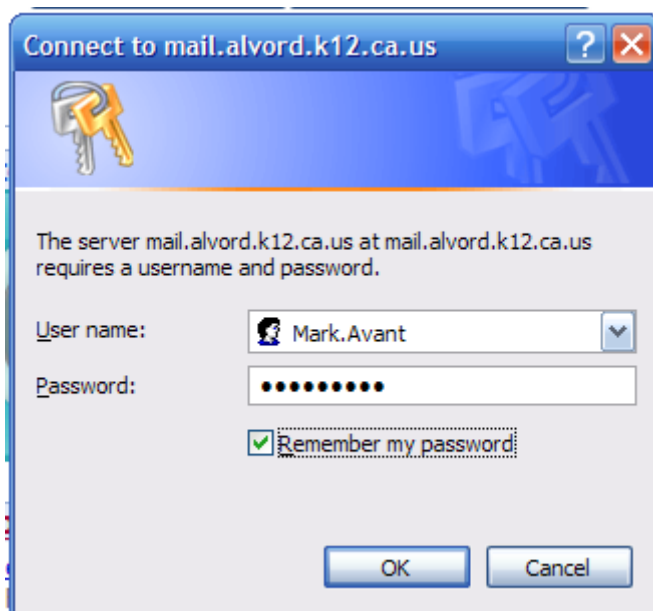 Connect to mail.alvord.k12.ca.us
The server mail.alvord.k12.ca.us at mail.alvord.k12.ca.us
requires a username and password.
User name:
Mark.Avant
Password:
•••••••••
Remember my password
OK
Cancel